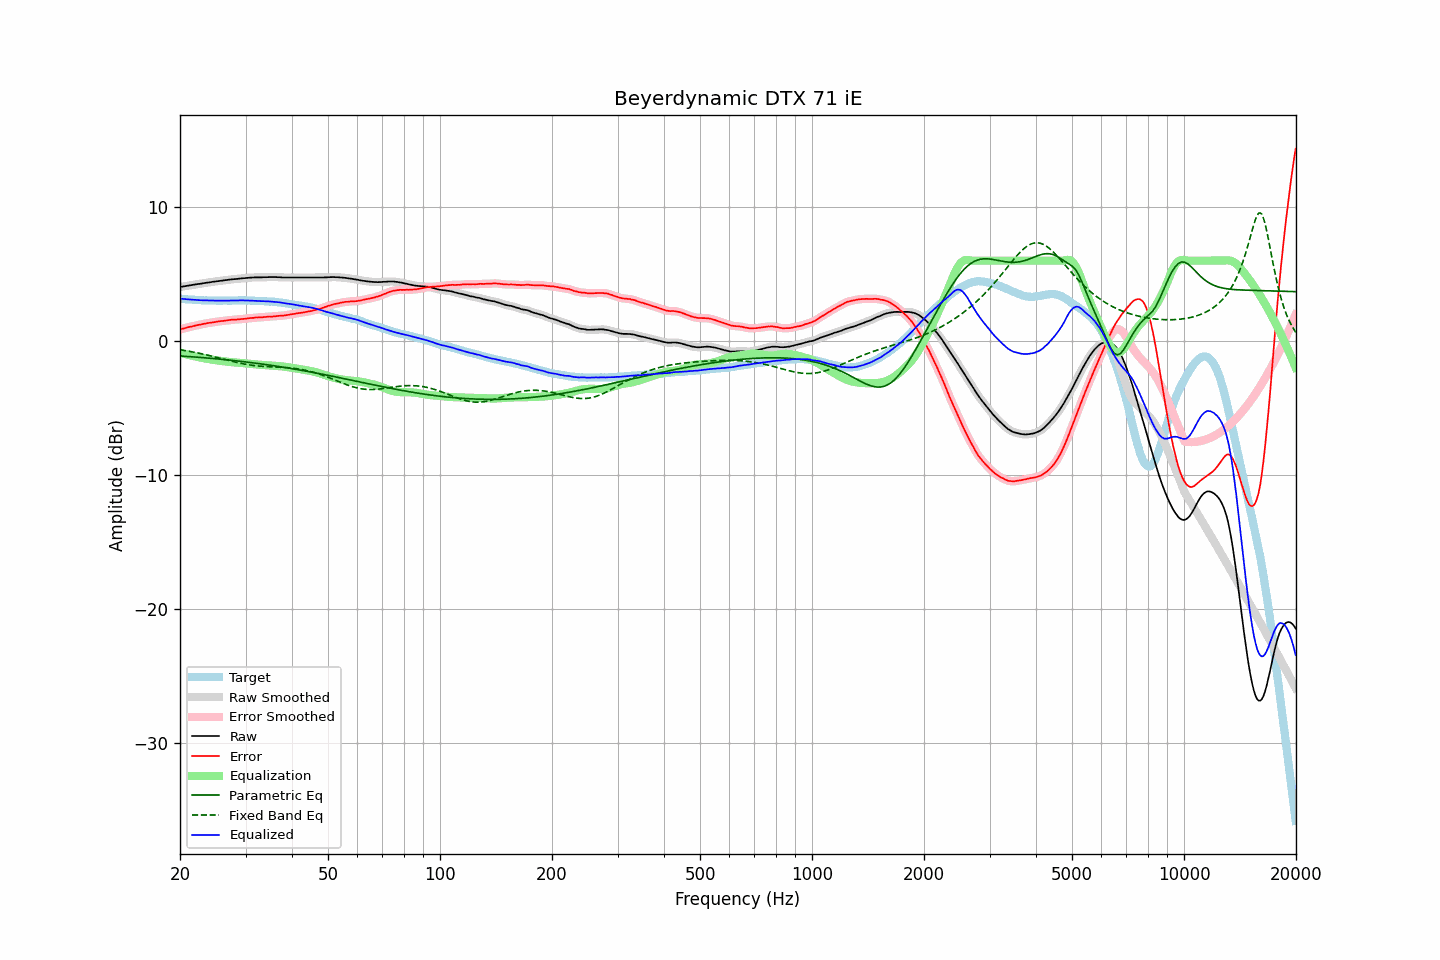 Beyerdynamic DTX 71 iE
Amplitude (dBr)
10
0
−10
−20
−30
Target
Raw Smoothed
Error Smoothed
Raw
Error
Equalization
Parametric Eq
Fixed Band Eq
Equalized
20 50 100 200 500 1000 2000 5000 10000 20000
Frequency (Hz)